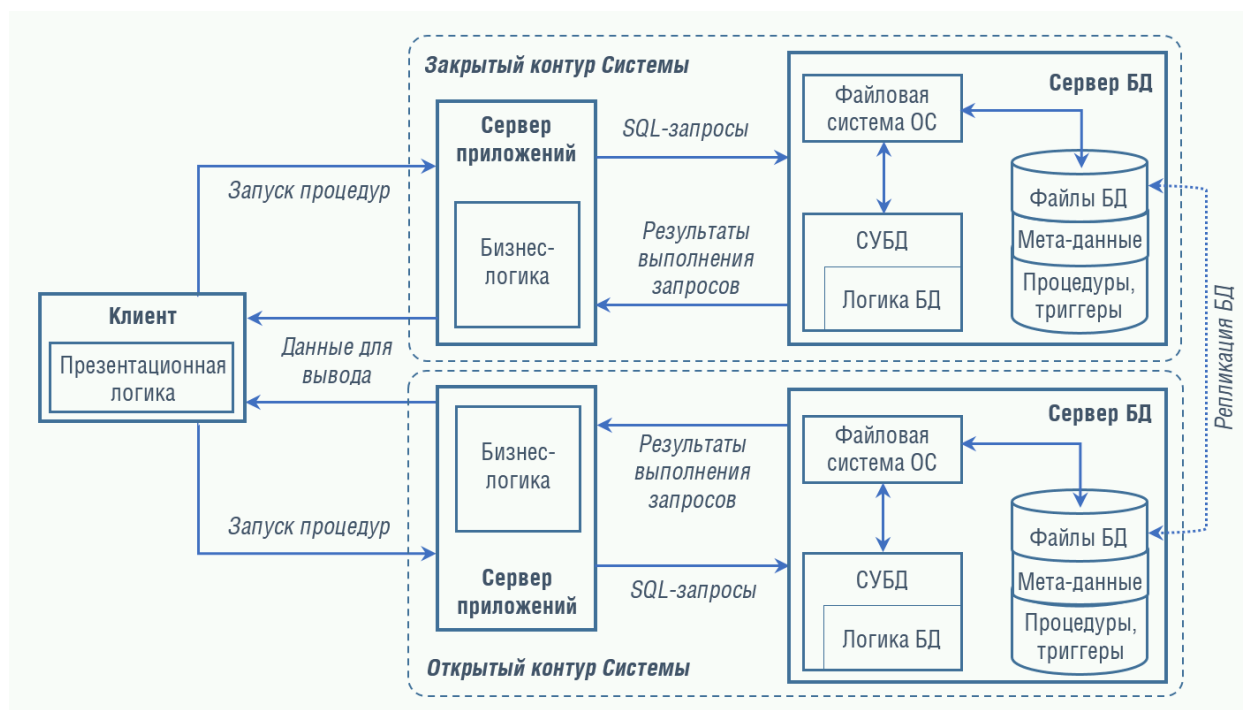 Закрытый контур Системы
Сервер БД
Файловая
система ОС
Сервер
приложений
SQL-запросы
Запуск процедур
Файлы БД
Бизнес-
логика
Результаты
выполнения
запросов
СУБД
Мета-данные
Логика БД
Процедуры,
триггеры
Клиент
Презентационная
логика
Данные для
вывода
Репликация БД
Сервер БД
Бизнес-
логика
Результаты
выполнения
запросов
Файловая
система ОС
Запуск процедур
Файлы БД
Сервер
приложений
SQL-запросы
СУБД
Мета-данные
Логика БД
Процедуры,
триггеры
Открытый контур Системы